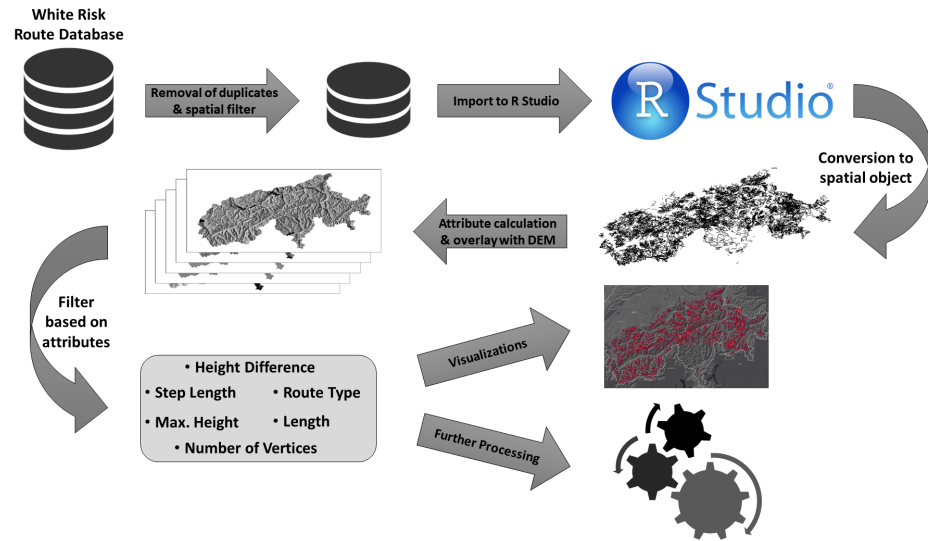 White Risk
Route Database
Removal of duplicates
& spatial filter
Import to R Studio
R Studio®
Conversion to
spatial object
Attribute calculation
& overlay with DEM
Filter
based on
attributes
• Height Difference
• Step Length • Route Type
• Max. Height • Length
• Number of Vertices
Visualizations
Further Processing